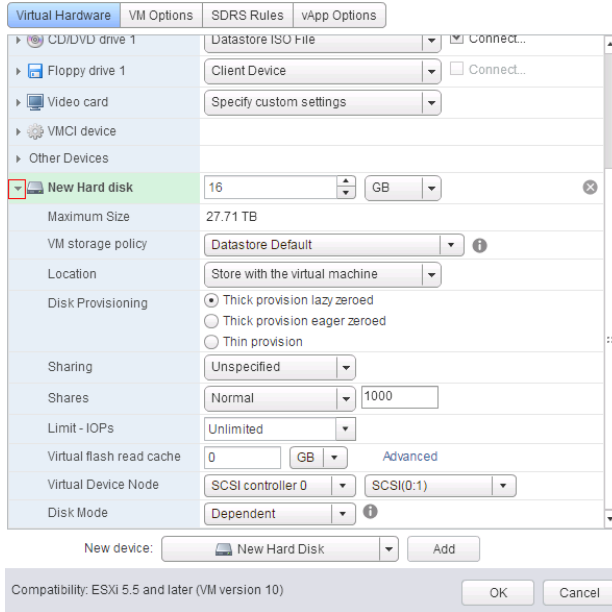 Virtual Hardware VM Options SDRS Rules vApp Options
CD/DVD drive 1 Datastore ISO File Connect...
Floppy drive 1 Client Device Connect...
Video card Specify custom settings
VMCI device
Other Devices
New Hard disk 16 GB
Maximum Size 27.71 TB
VM storage policy Datastore Default
Location Store with the virtual machine
Disk Provisioning Thick provision lazy zeroed
Thick provision eager zeroed
Thin provision
Sharing Unspecified
Shares Normal 1000
Limit - IOPs Unlimited
Virtual flash read cache 0 GB Advanced
Virtual Device Node SCSI controller 0 SCSI(0:1)
Disk Mode Dependent
New device: New Hard Disk Add
Compatibility: ESXi 5.5 and later (VM version 10) OK Cancel